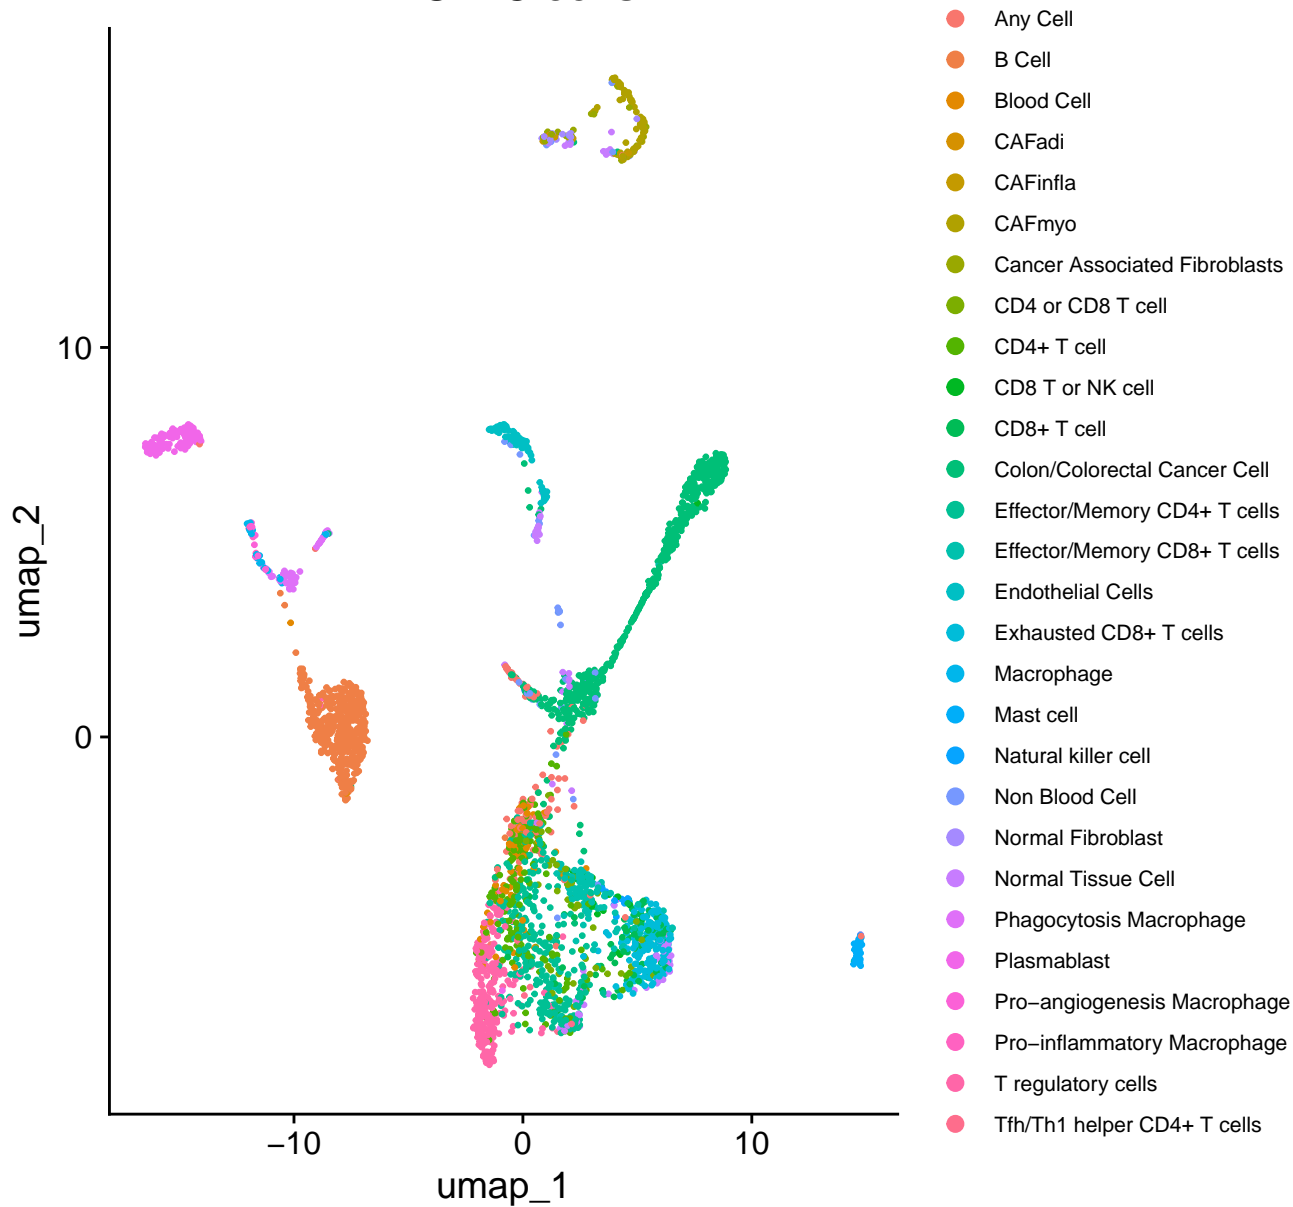 Any Cell
B Cell
Blood Cell
CAFadi
CAFinfla
CAFmyo
Cancer Associated Fibroblasts
CD4 or CD8 T cell
CD4+ T cell
CD8 T or NK cell
CD8+ T cell
Colon/Colorectal Cancer Cell
Effector/Memory CD4+ T cells
Effector/Memory CD8+ T cells
Endothelial Cells
Exhausted CD8+ T cells
Macrophage
Mast cell
Natural killer cell
Non Blood Cell
Normal Fibroblast
Normal Tissue Cell
Phagocytosis Macrophage
Plasmablast
Pro−angiogenesis Macrophage
Pro−inflammatory Macrophage
T regulatory cells
Tfh/Th1 helper CD4+ T cells
10
0
umap_2
−10
0
10
umap_1